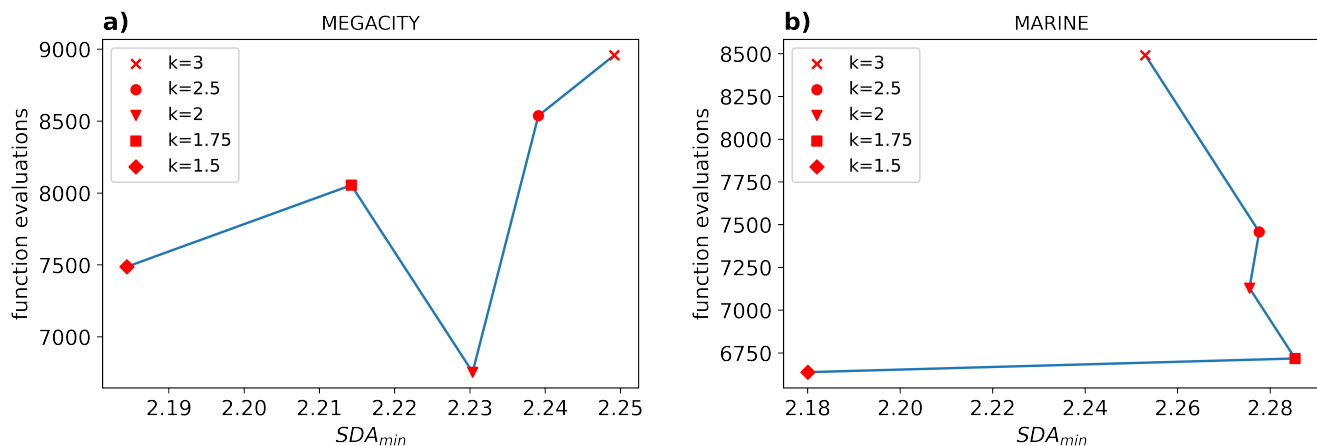 a) MEGACITY
function evaluations
9000
8500
8000
7500
7000
k=3
k=2.5
k=2
k=1.75
k=1.5
2.19 2.20 2.21 2.22 2.23 2.24 2.25
SDAmin
b) MARINE
function evaluations
8500
8250
8000
7750
7500
7250
7000
6750
k=3
k=2.5
k=2
k=1.75
k=1.5
2.18 2.20 2.22 2.24 2.26 2.28
SDAmin